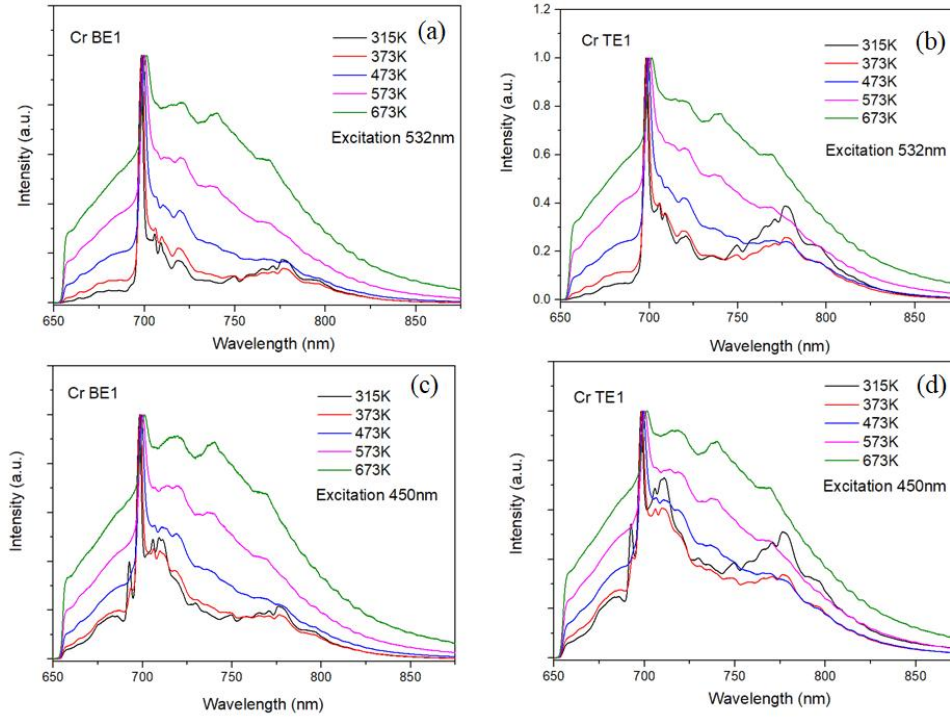 Cr BE1
(a)
315K
373K
473K
573K
673K
Excitation 532nm
Intensity (a.u.)
650 700 750 800 850
Wavelength (nm)
Cr TE1
(b)
315K
373K
473K
573K
673K
Excitation 532nm
Intensity (a.u.)
1.2
1.0
0.8
0.6
0.4
0.2
0.0
650 700 750 800 850
Wavelength (nm)
Cr BE1
(c)
315K
373K
473K
573K
673K
Excitation 450nm
Intensity (a.u.)
650 700 750 800 850
Wavelength (nm)
Cr TE1
(d)
315K
373K
473K
573K
673K
Excitation 450nm
Intensity (a.u.)
650 700 750 800 850
Wavelength (nm)